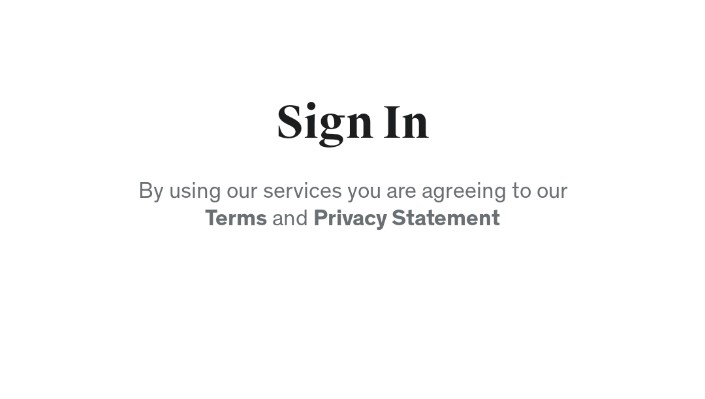 Sign In
By using our services you are agreeing to our
Terms and Privacy Statement